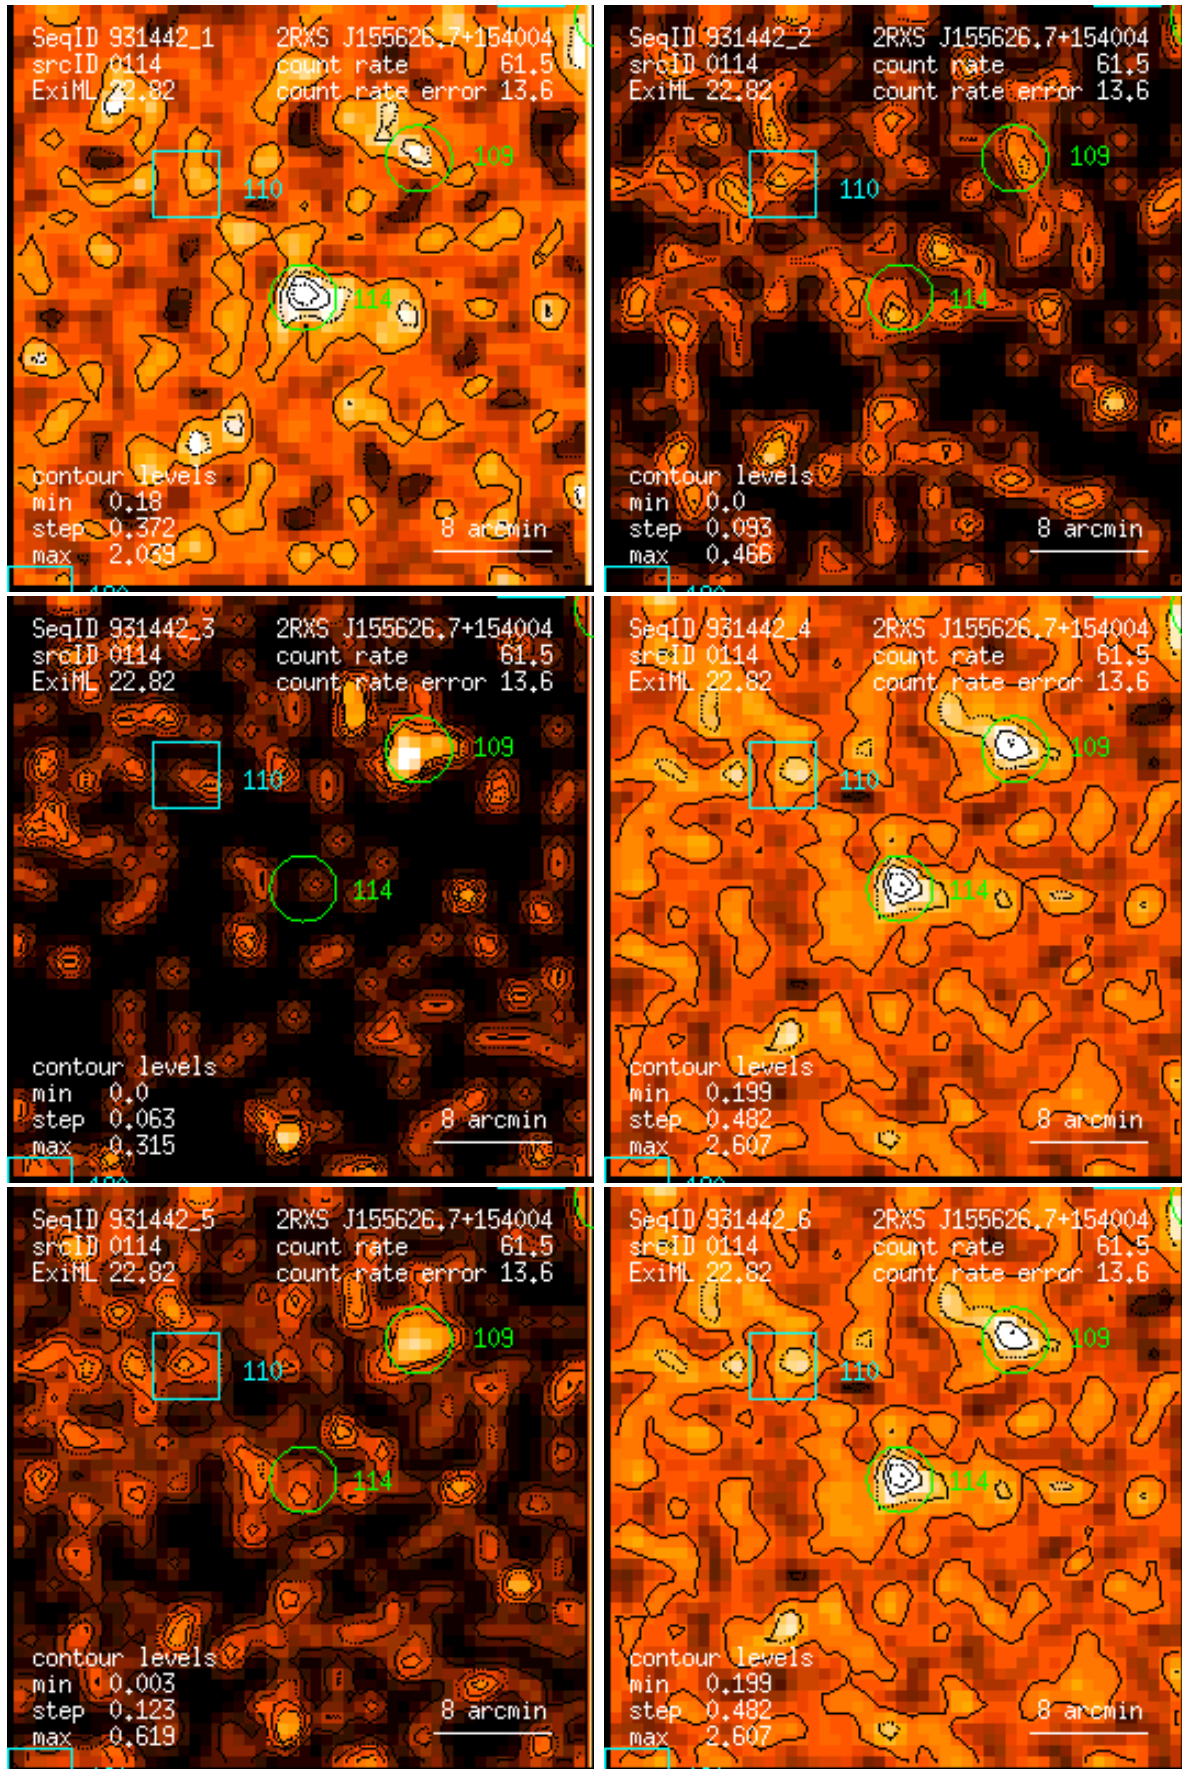 SeqID 931442_1 2RXS J155626.7+154004
srcID 0114 count rate 61.5
ExiML 22.82 count rate error 13.6
109
110
114
contour levels
min 0.18
step 0.372 8 arcmin
max 2.039
SeqID 931442_2 2RXS J155626.7+154004
srcID 0114 count rate 61.5
ExiML 22.82 count rate error 13.6
109
110
114
contour levels
min 0.0
step 0.093 8 arcmin
max 0.466
SeqID 931442_3 2RXS J155626.7+154004
srcID 0114 count rate 61.5
ExiML 22.82 count rate error 13.6
109
110
114
contour levels
min 0.0
step 0.063 8 arcmin
max 0.315
SeqID 931442_4 2RXS J155626.7+154004
srcID 0114 count rate 61.5
ExiML 22.82 count rate error 13.6
109
110
114
contour levels
min 0.199
step 0.482 8 arcmin
max 2.607
SeqID 931442_5 2RXS J155626.7+154004
srcID 0114 count rate 61.5
ExiML 22.82 count rate error 13.6
109
110
114
contour levels
min 0.003
step 0.123 8 arcmin
max 0.619
SeqID 931442_6 2RXS J155626.7+154004
srcID 0114 count rate 61.5
ExiML 22.82 count rate error 13.6
109
110
114
contour levels
min 0.199
step 0.482 8 arcmin
max 2.607